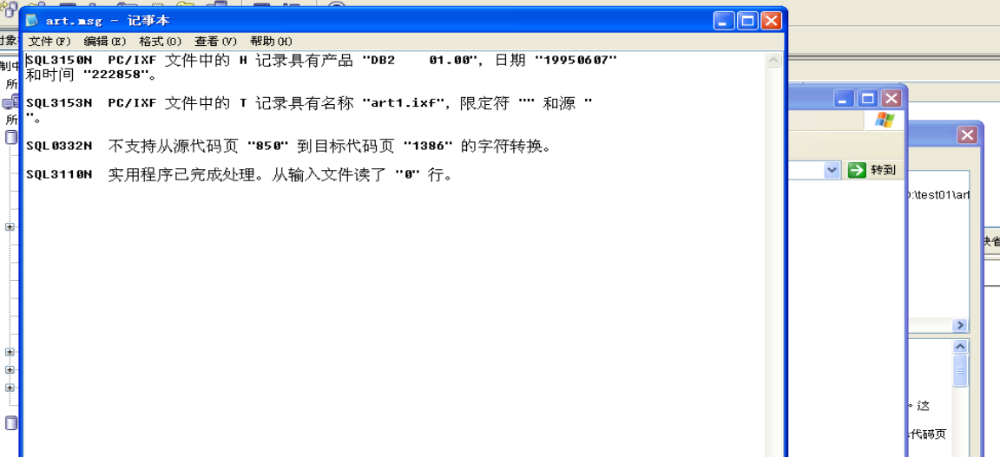 art.msg - 记事本
文件(F) 编辑(E) 格式(O) 查看(V) 帮助(H)
SQL3150N PC/IXF 文件中的 H 记录具有产品 "DB2    01.00"，日期 "19950607"
和时间 "222858"。
SQL3153N PC/IXF 文件中的 T 记录具有名称 "art1.ixf"，限定符 "" 和源 "
"。
SQL0332N 不支持从源代码页 "850" 到目标代码页 "1386" 的字符转换。
SQL3110N 实用程序已完成处理。从输入文件读了 "0" 行。
对象
制中
所
所
转到
:\test01\art
缺省
。这
代码页